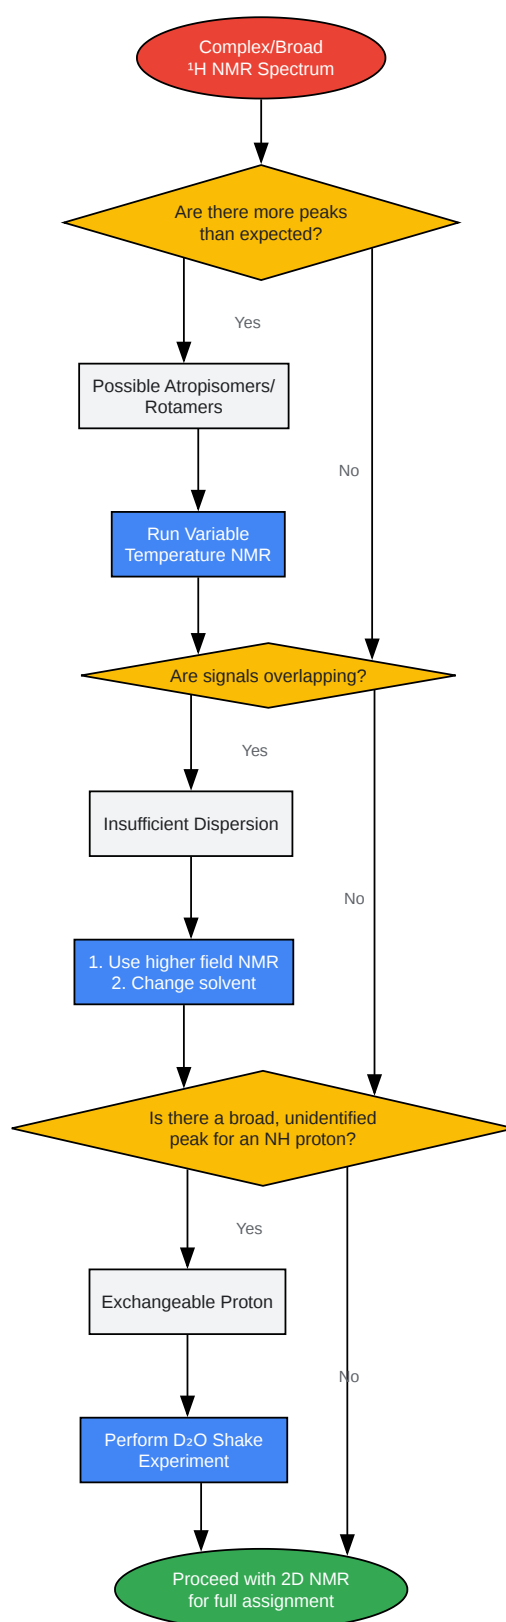 Complex/Broad
¹H NMR Spectrum
Are there more peaks
than expected?
Yes
Possible Atropisomers/
Rotamers
No
Run Variable
Temperature NMR
Are signals overlapping?
Yes
Insufficient Dispersion
No
1. Use higher field NMR
2. Change solvent
Is there a broad, unidentified
peak for an NH proton?
Yes
Exchangeable Proton
No
Perform D₂O Shake
Experiment
Proceed with 2D NMR
for full assignment